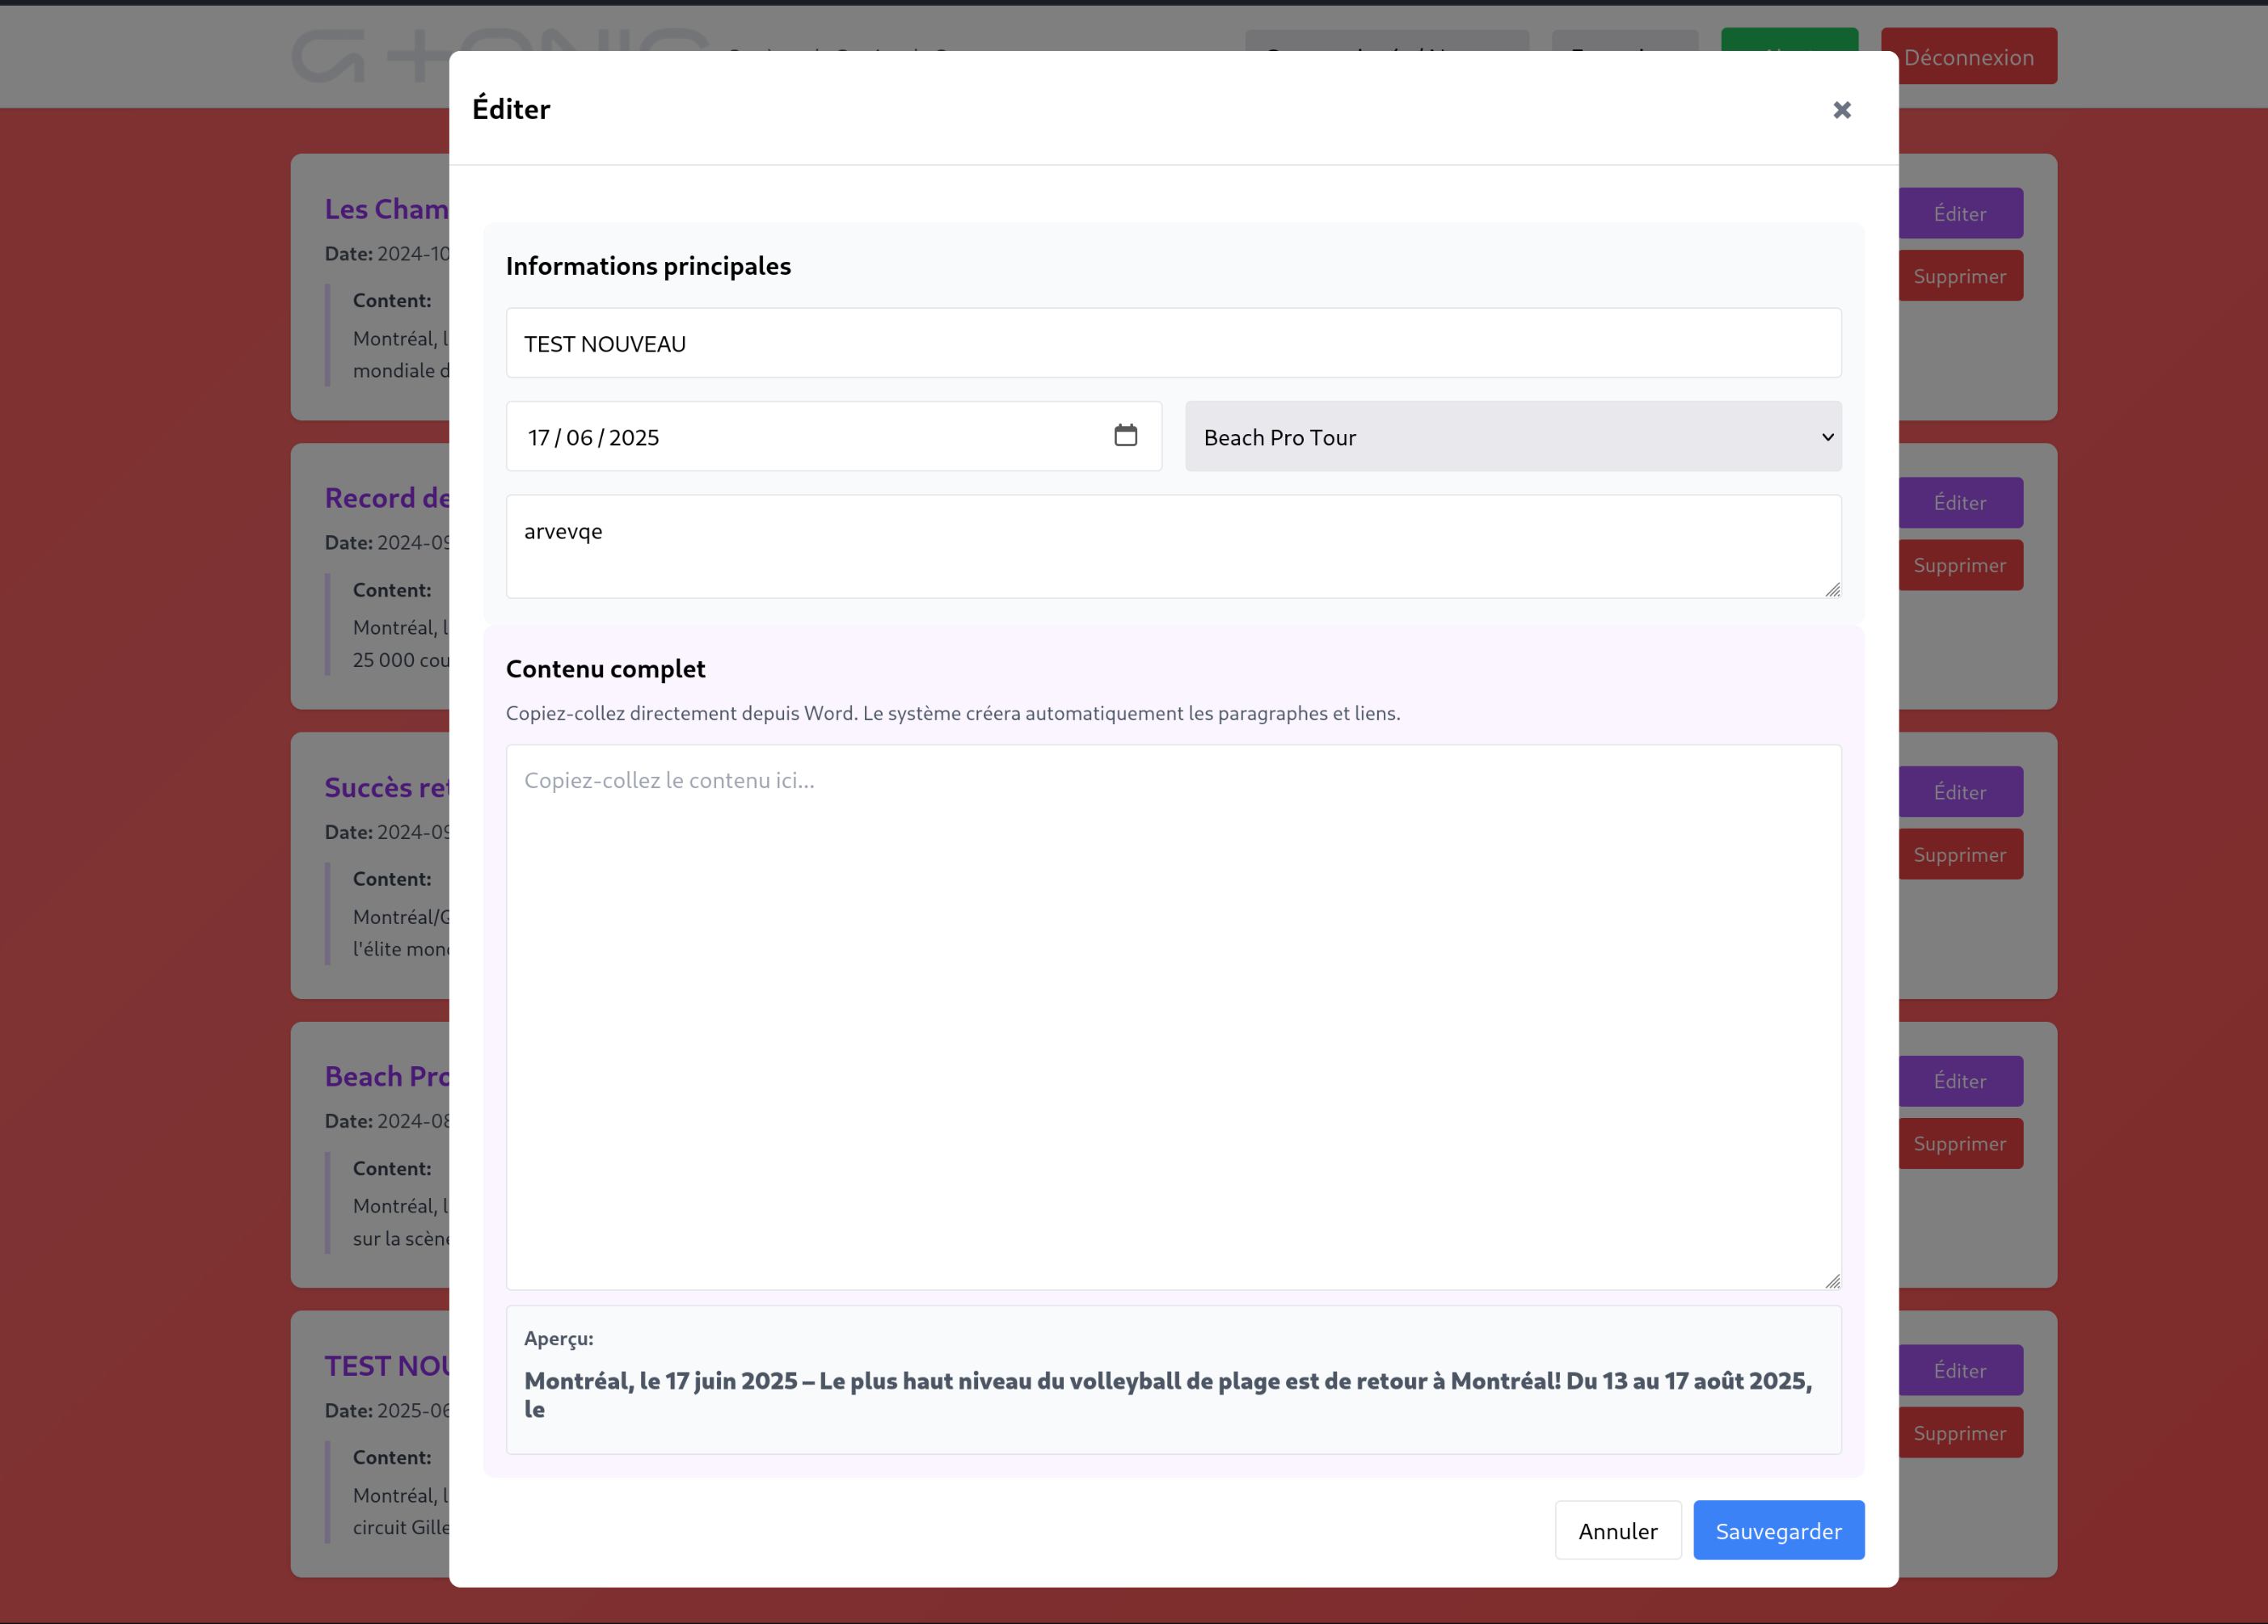 Déconnexion
Éditer
Informations principales
TEST NOUVEAU
17 / 06 / 2025
Beach Pro Tour
arvevqe
Contenu complet
Copiez-collez directement depuis Word. Le système créera automatiquement les paragraphes et liens.
Copiez-collez le contenu ici...
Aperçu:
Montréal, le 17 juin 2025 – Le plus haut niveau du volleyball de plage est de retour à Montréal! Du 13 au 17 août 2025,
le
Annuler
Sauvegarder
Les Cham
Date: 2024-10
Content:
Montréal, l
mondiale d
Éditer
Supprimer
Record de
Date: 2024-09
Content:
Montréal, l
25 000 cou
Éditer
Supprimer
Succès ret
Date: 2024-09
Content:
Montréal/Q
l'élite mon
Éditer
Supprimer
Beach Pro
Date: 2024-08
Content:
Montréal, l
sur la scène
Éditer
Supprimer
TEST NOU
Date: 2025-06
Content:
Montréal, l
circuit Gille
Éditer
Supprimer